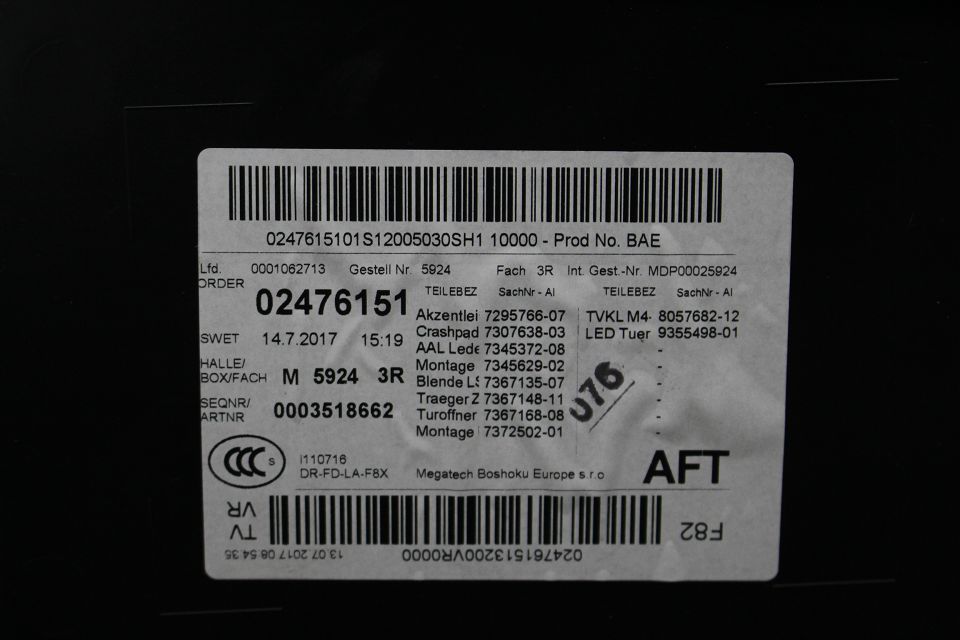 0247615101S12005030SH1 10000 - Prod No. BAE
Lfd. 0001062713 Gestell Nr. 5924 Fach 3R Int. Gest.-Nr. MDP00025924
ORDER 02476151
TEILEBEZ SachNr - AI TEILEBEZ SachNr - AI
Akzentlei 7295766-07 TVKL M4- 8057682-12
Crashpad 7307638-03 LED Tuer 9355498-01
SWET 14.7.2017 15:19
AAL Lede 7345372-08 -
Montage 7345629-02 -
HALLE/
BOX/FACH M 5924 3R
Blende LS 7367135-07 -
Traeger Z 7367148-11 -
SEQNR/
ARTNR 0003518662
Turoffner 7367168-08 -
Montage 7372502-01 -
076
CCC S
i110716
DR-FD-LA-F8X Megatech Boshoku Europe s.r.o
AFT
F82
024761513200VR0000
TV
VR
13.07.2017 08:54:35